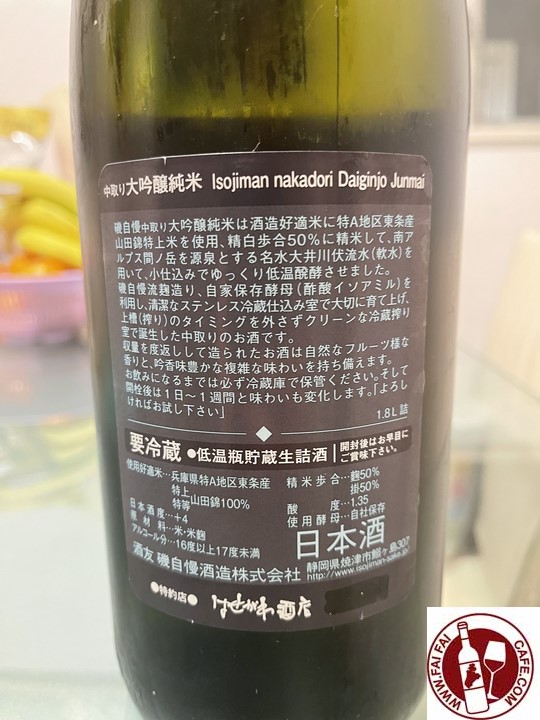 中取り大吟醸純米 Isojiman nakadori Daiginjo Junmai
磯自慢中取り大吟醸純米は酒造好適米に特A地区東条産
山田錦特上米を使用、精白歩合50%に精米して、南ア
ルプス間ノ岳を源泉とする名水大井川伏流水(軟水)を
用いて、小仕込みでゆっくり低温醗酵させました。
磯自慢流麹造り、自家保存酵母(酢酸イソアミル)を
利用し、清潔なステンレス冷蔵仕込み室で大切に育て上げ、
上槽(搾り)のタイミングを外さずクリーンな冷蔵搾り
室で誕生した中取りのお酒です。
収量を度返しして造られたお酒は自然なフルーツ様な
香りと、吟香味豊かな複雑な味わいを持ち備えます。
お飲みになるまでは必ず冷蔵庫で保管ください。そして
開栓後は1日〜1週間と味わいも変化します。「よろし
ければお試し下さい」
1.8L詰
要冷蔵 ●低温瓶貯蔵生詰酒 開封後はお早目に
ご賞味下さい。
使用好適米…兵庫県特A地区東条産
特上
特等 山田錦100%
日本酒度…+4
原材料…米・米麹
アルコール分…16度以上17度未満
精米歩合…麹50%
掛50%
酸度…1.35
使用酵母…自社保存
日本酒
酒友 磯自慢酒造株式会社
静岡県焼津市鰯ヶ島307
http://www.isojiman-sake.jp/
●特約店● はせがわ酒店
WWW.FAI FAI CAFE.COM